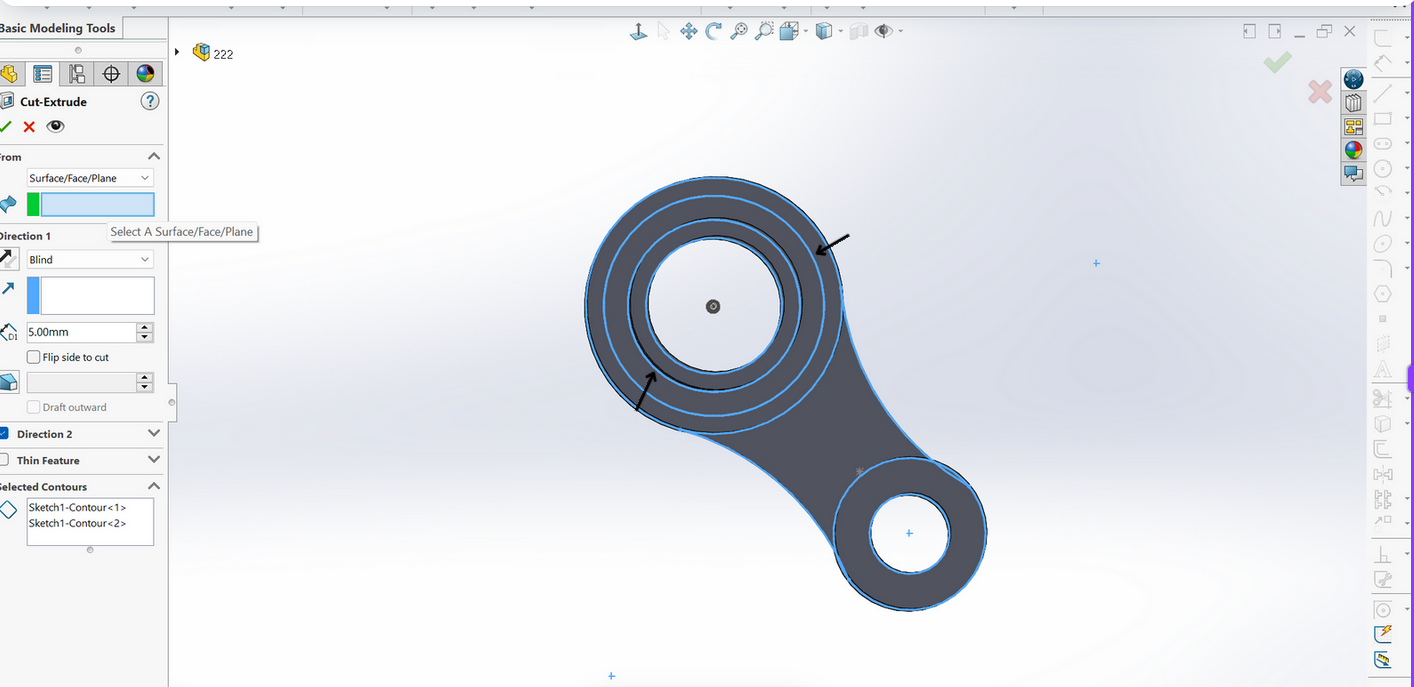 Basic Modeling Tools
222
Cut-Extrude
?
From
Surface/Face/Plane
Select A Surface/Face/Plane
Direction 1
Blind
D1
5.00mm
Flip side to cut
Draft outward
Direction 2
Thin Feature
Selected Contours
Sketch1-Contour<1>
Sketch1-Contour<2>